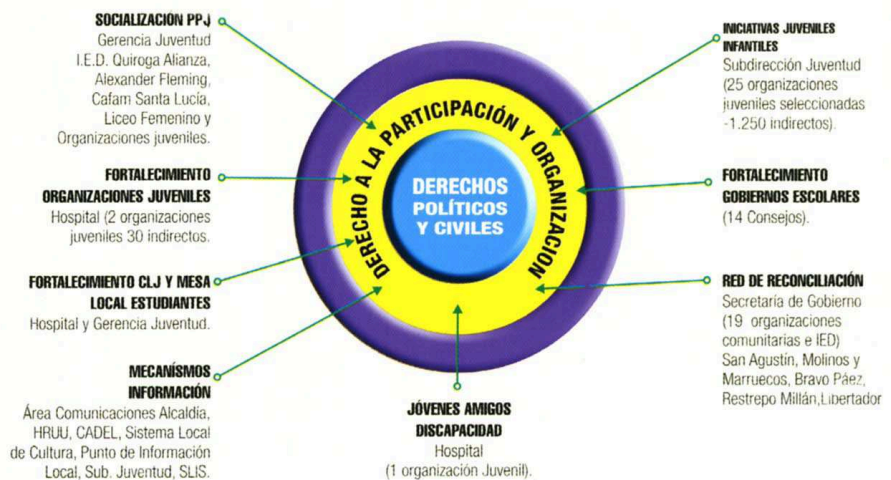 SOCIALIZACIÓN PPJ
Gerencia Juventud
I.E.D. Quiroga Alianza,
Alexander Fleming,
Cafam Santa Lucía,
Liceo Femenino y
Organizaciones juveniles.
FORTALECIMIENTO
ORGANIZACIONES JUVENILES
Hospital (2 organizaciones
juveniles 30 indirectos.
FORTALECIMIENTO CLJ Y MESA
LOCAL ESTUDIANTES
Hospital y Gerencia Juventud.
MECANÍSMOS
INFORMACIÓN
Área Comunicaciones Alcaldía,
HRUU, CADEL, Sistema Local
de Cultura, Punto de Información
Local, Sub. Juventud, SLIS.
DERECHO A LA PARTICIPACIÓN Y ORGANIZACION
DERECHOS
POLÍTICOS
Y CIVILES
JÓVENES AMIGOS
DISCAPACIDAD
Hospital
(1 organización Juvenil).
INICIATIVAS JUVENILES
INFANTILES
Subdirección Juventud
(25 organizaciones
juveniles seleccionadas
-1.250 indirectos).
FORTALECIMIENTO
GOBIERNOS ESCOLARES
(14 Consejos).
RED DE RECONCILIACIÓN
Secretaría de Gobierno
(19 organizaciones
comunitarias e IED)
San Agustín, Molinos y
Marruecos, Bravo Páez,
Restrepo Millán,Libertador